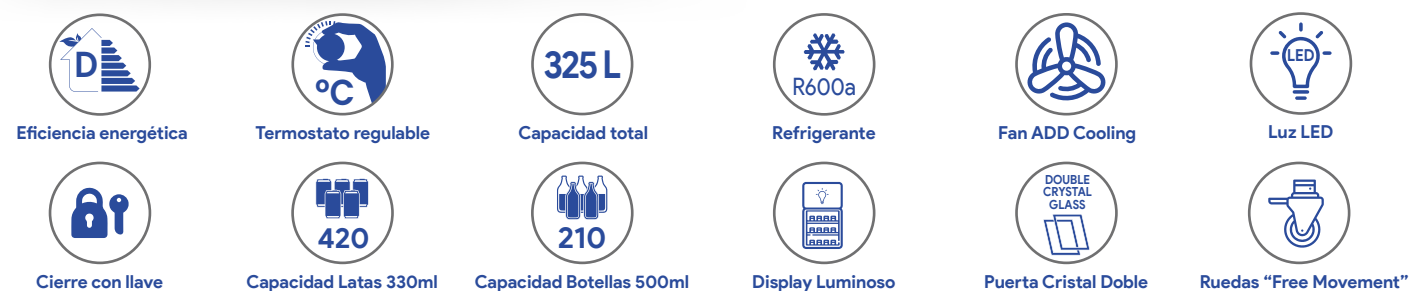 D
°C
325 L
R600a
LED
Eficiencia energética
Termostato regulable
Capacidad total
Refrigerante
Fan ADD Cooling
Luz LED
420
210
DOUBLE
CRYSTAL
GLASS
Cierre con llave
Capacidad Latas 330ml
Capacidad Botellas 500ml
Display Luminoso
Puerta Cristal Doble
Ruedas “Free Movement”